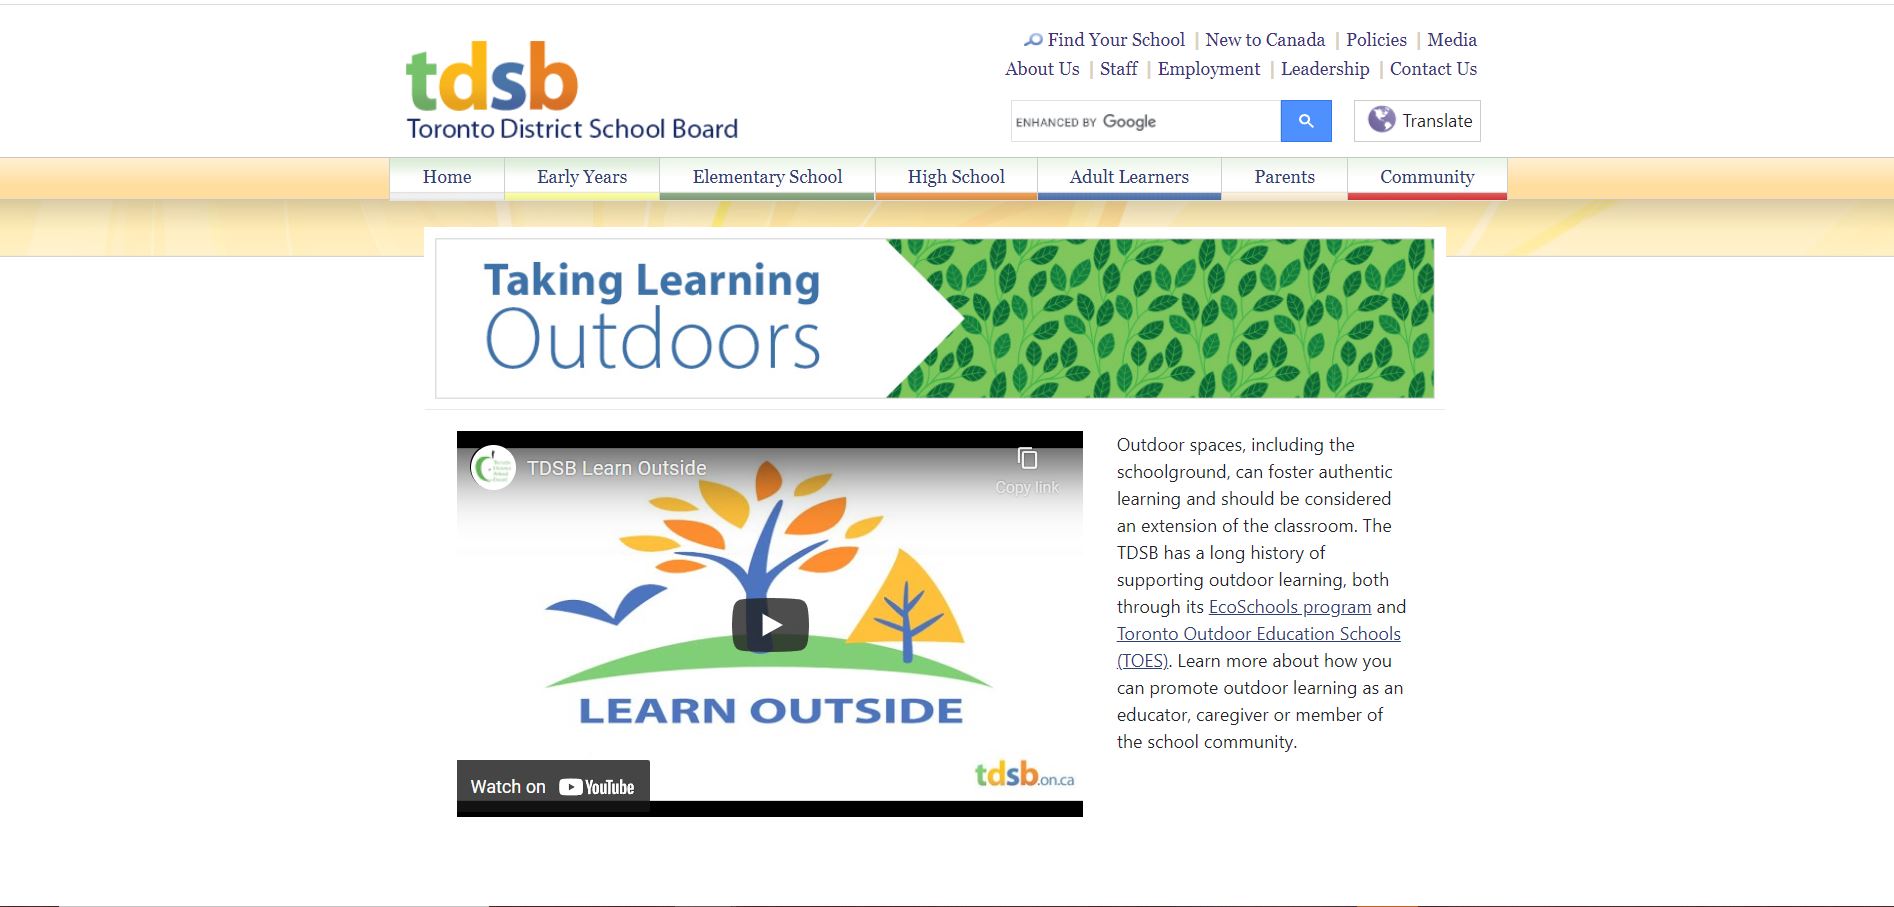 tdsb
Toronto District School Board
Find Your School | New to Canada | Policies | Media
About Us | Staff | Employment | Leadership | Contact Us
ENHANCED BY Google
Translate
Home Early Years Elementary School High School Adult Learners Parents Community
Taking Learning
Outdoors
TDSB Learn Outside
Copy link
LEARN OUTSIDE
Watch on YouTube
tdsb.on.ca
Outdoor spaces, including the
schoolground, can foster authentic
learning and should be considered
an extension of the classroom. The
TDSB has a long history of
supporting outdoor learning, both
through its EcoSchools program and
Toronto Outdoor Education Schools
(TOES). Learn more about how you
can promote outdoor learning as an
educator, caregiver or member of
the school community.